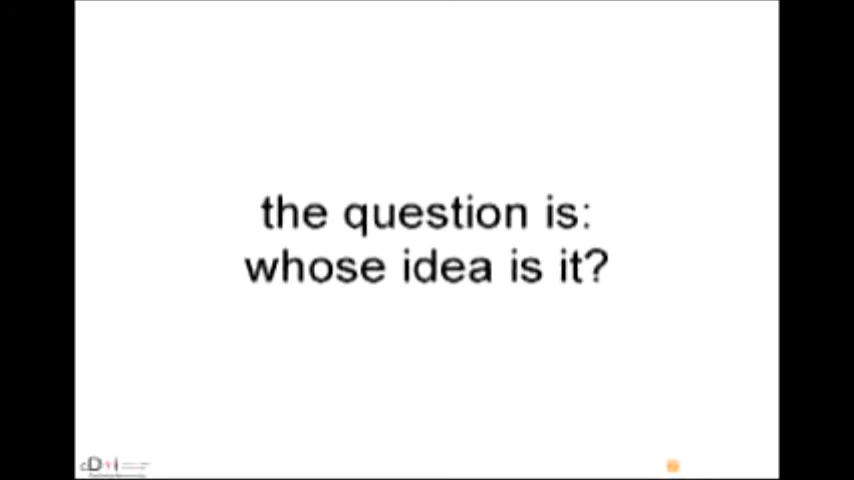 the question is:
whose idea is it?